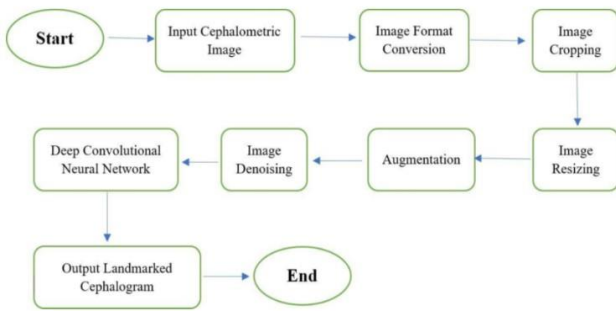 Start
Input Cephalometric
Image
Image Format
Conversion
Image
Cropping
Image
Resizing
Augmentation
Image
Denoising
Deep Convolutional
Neural Network
Output Landmarked
Cephalogram
End